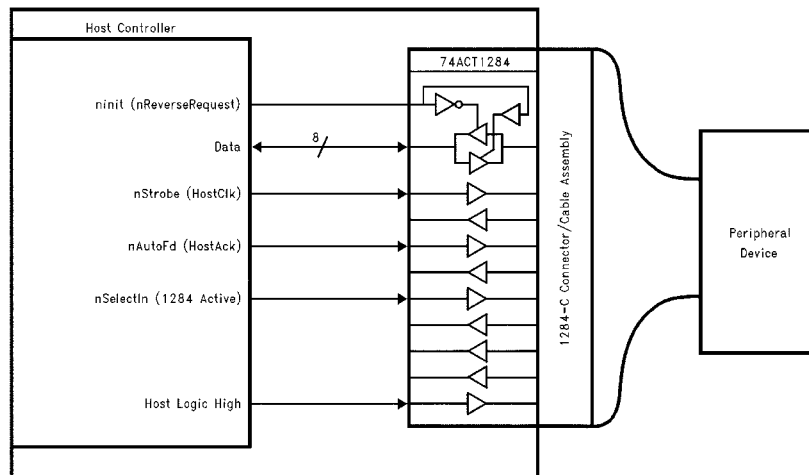 Host Controller
74ACT1284
ninit (nReverseRequest)
Data
8
nStrobe (HostClk)
nAutoFd (HostAck)
nSelectIn (1284 Active)
Host Logic High
1284-C Connector/Cable Assembly
Peripheral
Device